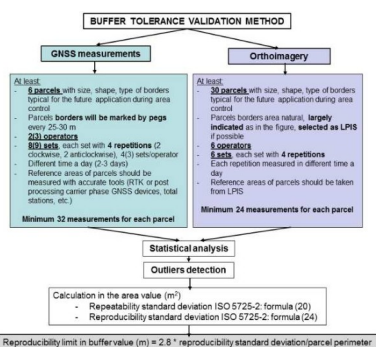 BUFFER TOLERANCE VALIDATION METHOD
GNSS measurements
At least:
- 6 parcels with size, shape, type of borders
typical for the future application during area
control
- Parcels borders will be marked by pegs
every 25-30 m
- 2(3) operators
- 8(9) sets, each set with 4 repetitions (2
clockwise, 2 anticlockwise), 4(3) sets/operator
- Different time a day (2-3 days)
- Reference areas of parcels should be
measured with accurate tools (RTK or post
processing carrier phase GNSS devices, total
stations, etc.)
Minimum 32 measurements for each parcel
Orthoimagery
At least:
- 30 parcels with size, shape, type of borders
typical for the future application during area
control
- Parcels borders area natural, largely
indicated as in the figure, selected as LPIS
if possible
- 6 operators
- 6 sets, each set with 4 repetitions
- Each repetition measured in different time a
day
- Reference areas of parcels should be taken
from LPIS
Minimum 24 measurements for each parcel
Statistical analysis
Outliers detection
Calculation in the area value (m²)
- Repeatability standard deviation ISO 5725-2: formula (20)
- Reproducibility standard deviation ISO 5725-2: formula (24)
Reproducibility limit in buffer value (m) = 2.8 * reproducibility standard deviation/parcel perimeter